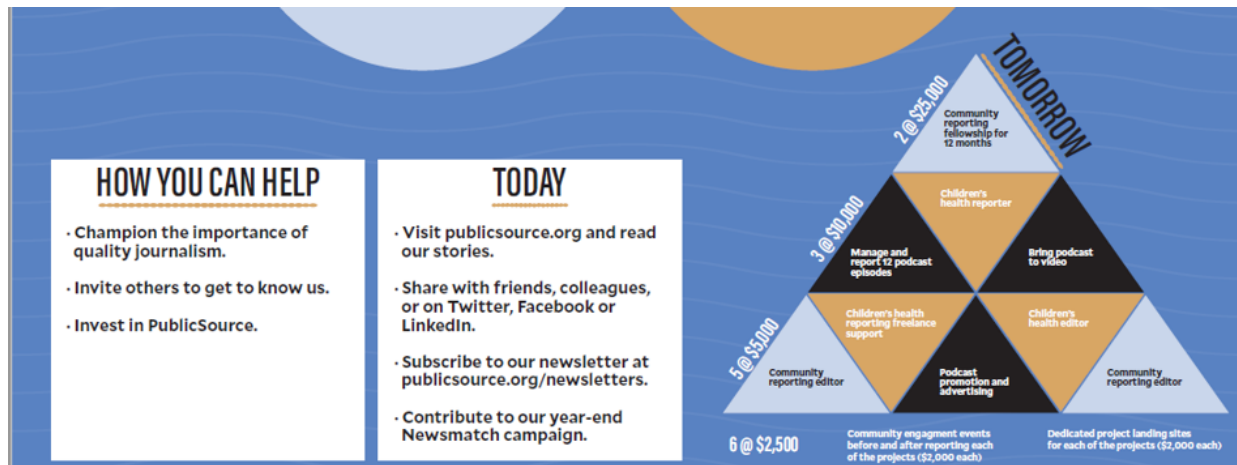 HOW YOU CAN HELP
· Champion the importance of
quality journalism.
· Invite others to get to know us.
· Invest in PublicSource.
TODAY
· Visit publicsource.org and read
our stories.
· Share with friends, colleagues,
or on Twitter, Facebook or
LinkedIn.
· Subscribe to our newsletter at
publicsource.org/newsletters.
· Contribute to our year-end
Newsmatch campaign.
TOMORROW
2 @ $25,000
Community
reporting
fellowship for
12 months
3 @ $10,000
Children's
health reporter
Manage and
report 12 podcast
episodes
Bring podcast
to video
5 @ $5,000
Children's health
reporting freelance
support
Children's
health editor
Community
reporting editor
Podcast
promotion and
advertising
Community
reporting editor
6 @ $2,500
Community engagment events
before and after reporting each
of the projects ($2,000 each)
Dedicated project landing sites
for each of the projects ($2,000 each)